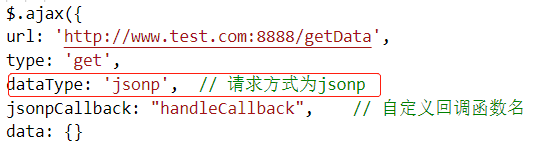 $.ajax({
url: 'http://www.test.com:8888/getData',
type: 'get',
dataType: 'jsonp',  // 请求方式为jsonp
jsonpCallback: "handleCallback",    // 自定义回调函数名
data: {}